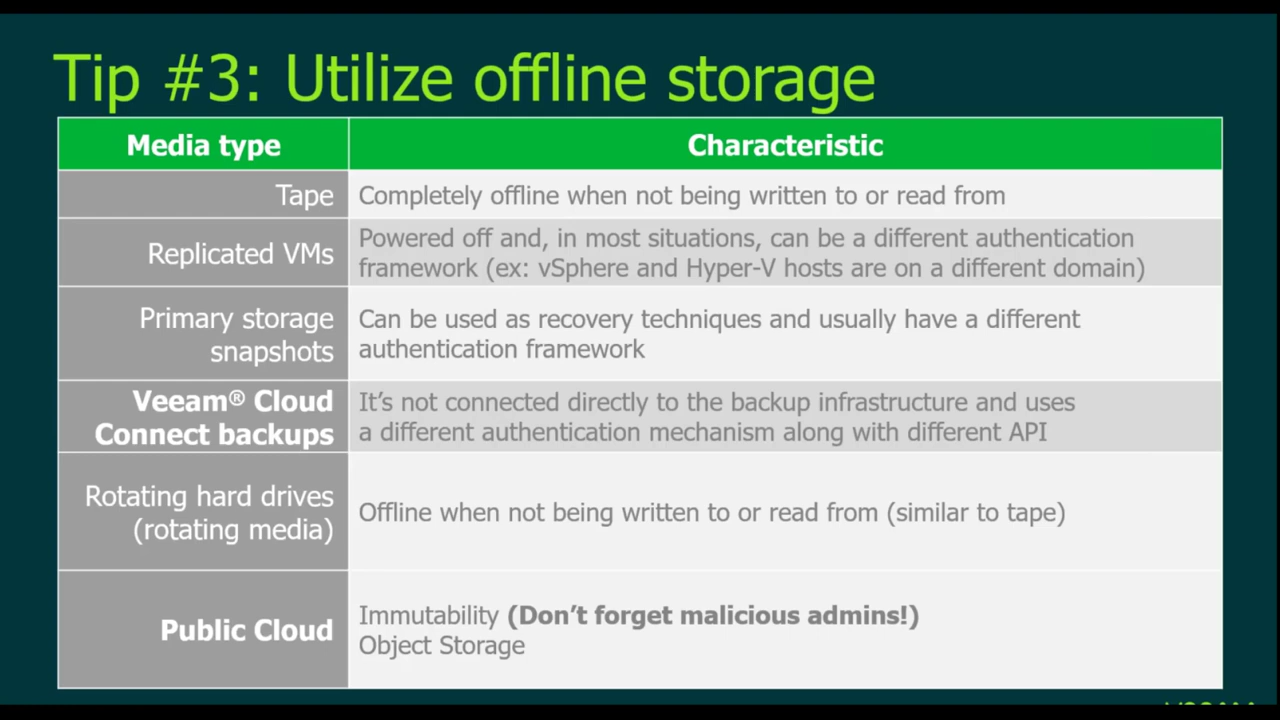 Tip #3: Utilize offline storage
Media type
Characteristic
Tape
Completely offline when not being written to or read from
Replicated VMs
Powered off and, in most situations, can be a different authentication
framework (ex: vSphere and Hyper-V hosts are on a different domain)
Primary storage
snapshots
Can be used as recovery techniques and usually have a different
authentication framework
Veeam® Cloud
Connect backups
It’s not connected directly to the backup infrastructure and uses
a different authentication mechanism along with different API
Rotating hard drives
(rotating media)
Offline when not being written to or read from (similar to tape)
Public Cloud
Immutability (Don’t forget malicious admins!)
Object Storage